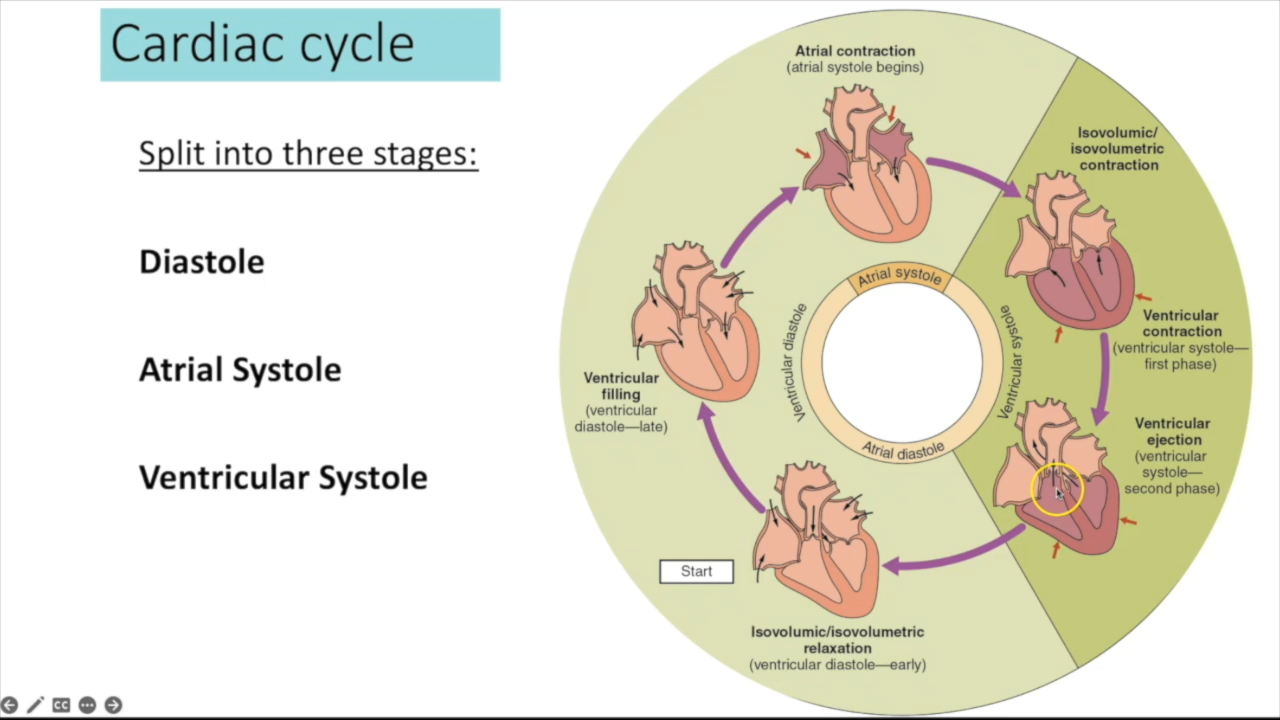 Cardiac cycle
Split into three stages:
Diastole
Atrial Systole
Ventricular Systole
Atrial contraction
(atrial systole begins)
Isovolumic/
isovolumetric
contraction
Ventricular
contraction
(ventricular systole—
first phase)
Ventricular
ejection
(ventricular
systole—
second phase)
Isovolumic/isovolumetric
relaxation
(ventricular diastole—early)
Start
Ventricular
filling
(ventricular
diastole—late)
Atrial systole
Ventricular systole
Atrial diastole
Ventricular diastole
CC